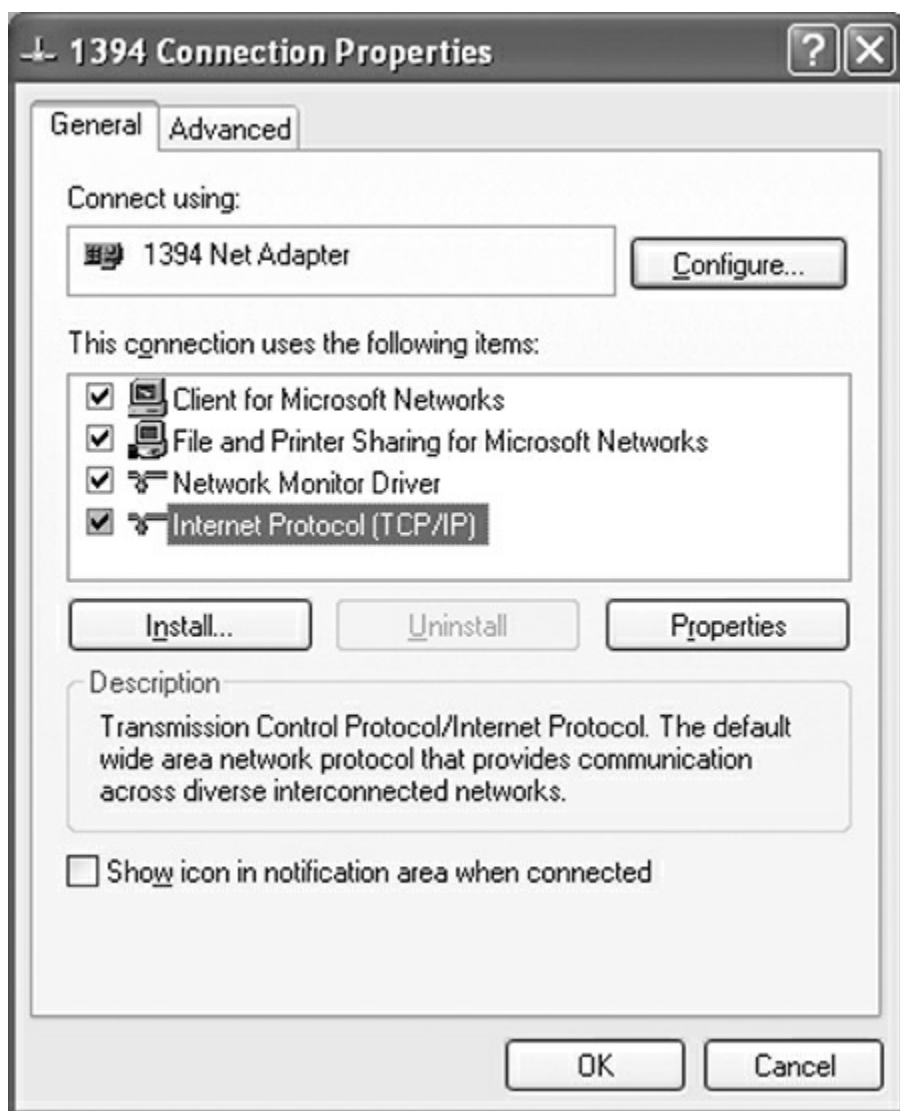 1394 Connection Properties
General
Advanced
Connect using:
1394 Net Adapter
Configure...
This connection uses the following items:
Client for Microsoft Networks
File and Printer Sharing for Microsoft Networks
Network Monitor Driver
Internet Protocol (TCP/IP)
Install...
Uninstall
Properties
Description
Transmission Control Protocol/Internet Protocol. The default
wide area network protocol that provides communication
across diverse interconnected networks.
Show icon in notification area when connected
OK
Cancel